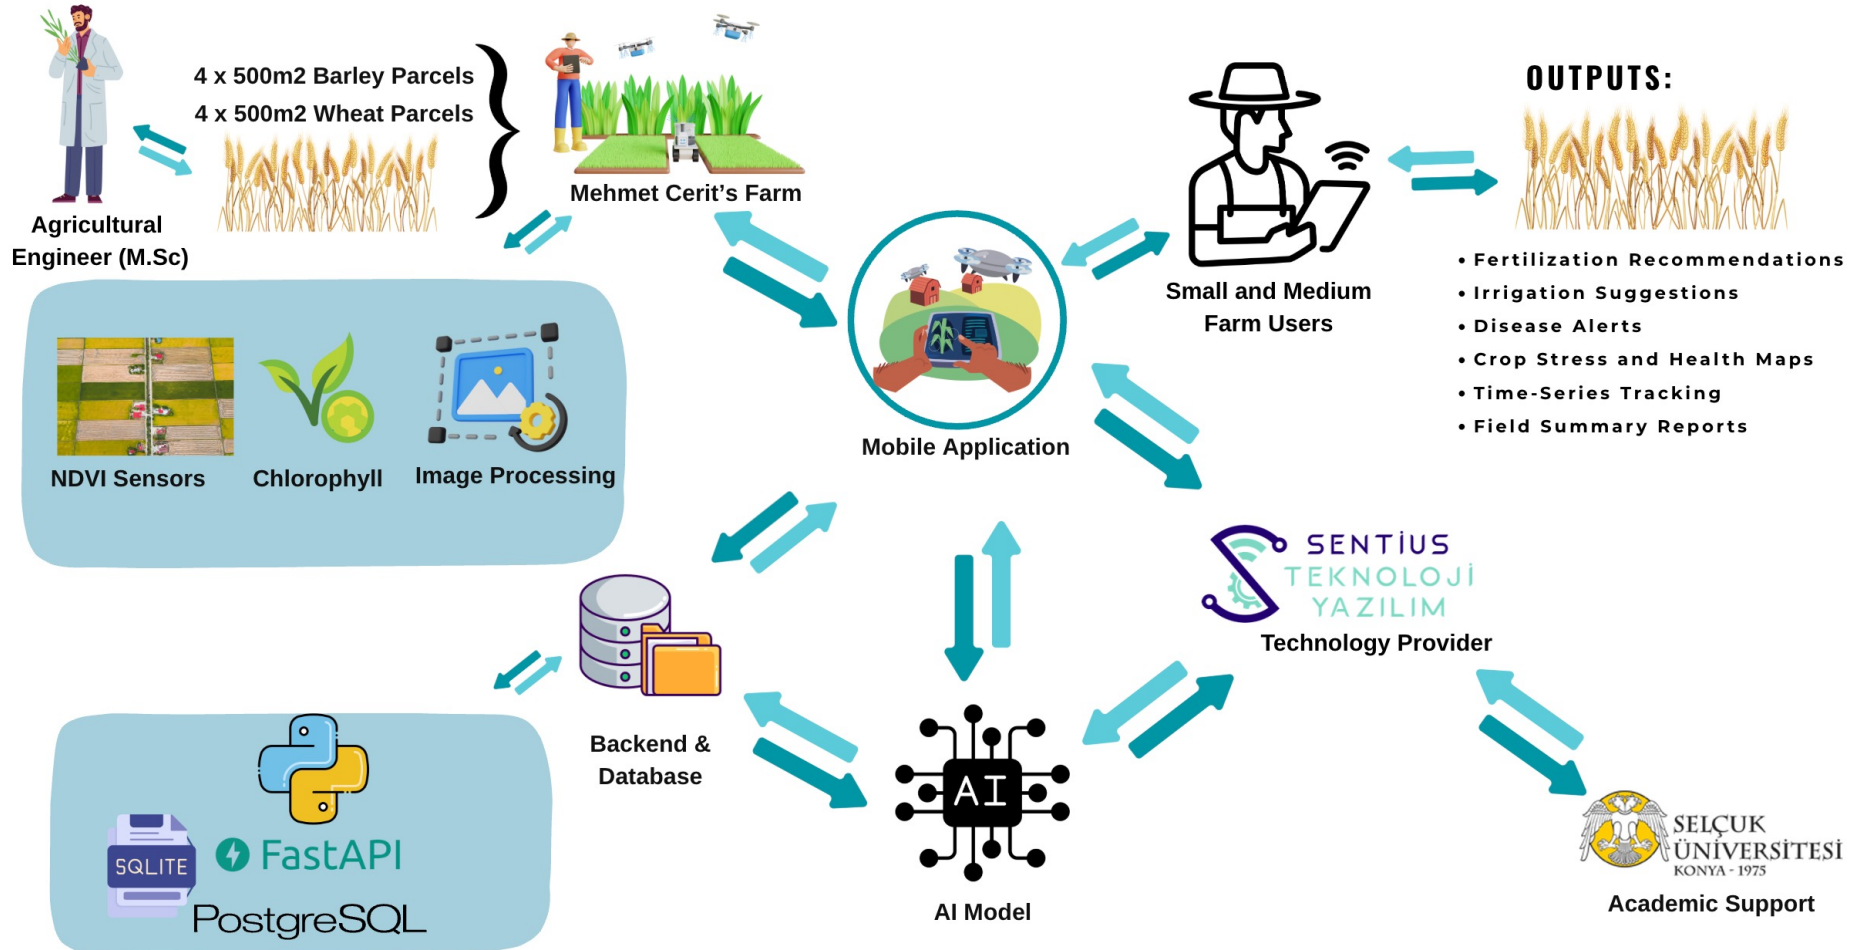 4 x 500m2 Barley Parcels
4 x 500m2 Wheat Parcels
Agricultural
Engineer (M.Sc)
Mehmet Cerit's Farm
OUTPUTS:
• Fertilization Recommendations
• Irrigation Suggestions
• Disease Alerts
• Crop Stress and Health Maps
• Time-Series Tracking
• Field Summary Reports
Small and Medium
Farm Users
Mobile Application
NDVI Sensors
Chlorophyll
Image Processing
SENTİUS
TEKNOLOJİ
YAZILIM
Technology Provider
Backend &
Database
AI
AI Model
SQLITE
FastAPI
PostgreSQL
SELÇUK
ÜNİVERSİTESİ
KONYA - 1975
Academic Support